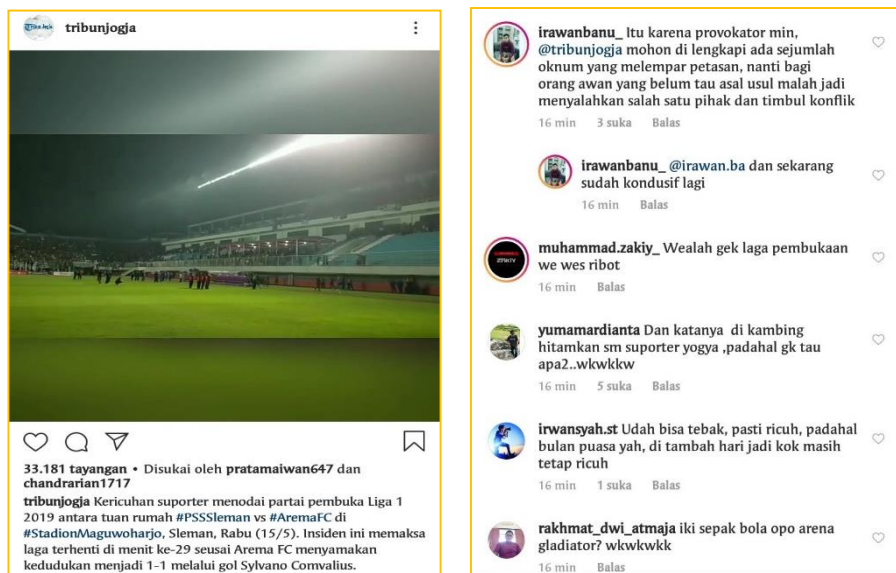 tribunjogja
33.181 tayangan • Disukai oleh pratamaiwan647 dan
chandrarian1717
tribunjogja Kericuhan suporter menodai partai pembuka Liga 1
2019 antara tuan rumah #PSSSleman vs #AremaFC di
#StadionMaguwoharjo, Sleman, Rabu (15/5). Insiden ini memaksa
laga terhenti di menit ke-29 seusai Arema FC menyamakan
kedudukan menjadi 1-1 melalui gol Sylvano Comvalius.
irawanbanu_ Itu karena provokator min,
@tribunjogja mohon di lengkapi ada sejumlah
oknum yang melempar petasan, nanti bagi
orang awan yang belum tau asal usul malah jadi
menyalahkan salah satu pihak dan timbul konflik
16 min 3 suka Balas
irawanbanu_ @irawan.ba dan sekarang
sudah kondusif lagi
16 min Balas
muhammad.zakiy_ Wealah gek laga pembukaan
we wes ribot
16 min Balas
yumamardianta Dan katanya di kambing
hitamkan sm suporter yogya ,padahal gk tau
apa2..wkwkkw
16 min 5 suka Balas
irwansyah.st Udah bisa tebak, pasti ricuh, padahal
bulan puasa yah, di tambah hari jadi kok masih
tetap ricuh
16 min 1 suka Balas
rakhmat_dwi_atmaja iki sepak bola opo arena
gladiator? wkwkwkk
16 min Balas